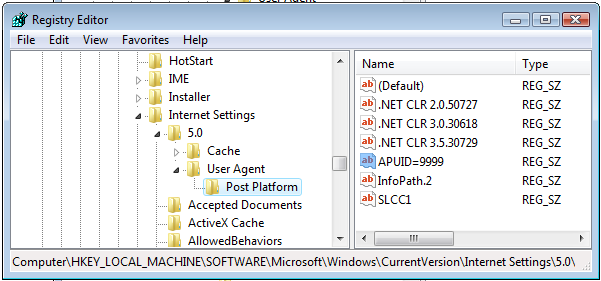 Registry Editor
File Edit View Favorites Help
HotStart
IME
Installer
Internet Settings
5.0
Cache
User Agent
Post Platform
Accepted Documents
ActiveX Cache
AllowedBehaviors
Name Type
(Default) REG_SZ
.NET CLR 2.0.50727 REG_SZ
.NET CLR 3.0.30618 REG_SZ
.NET CLR 3.5.30729 REG_SZ
APUID=9999 REG_SZ
InfoPath.2 REG_SZ
SLCC1 REG_SZ
Computer\HKEY_LOCAL_MACHINE\SOFTWARE\Microsoft\Windows\CurrentVersion\Internet Settings\5.0\